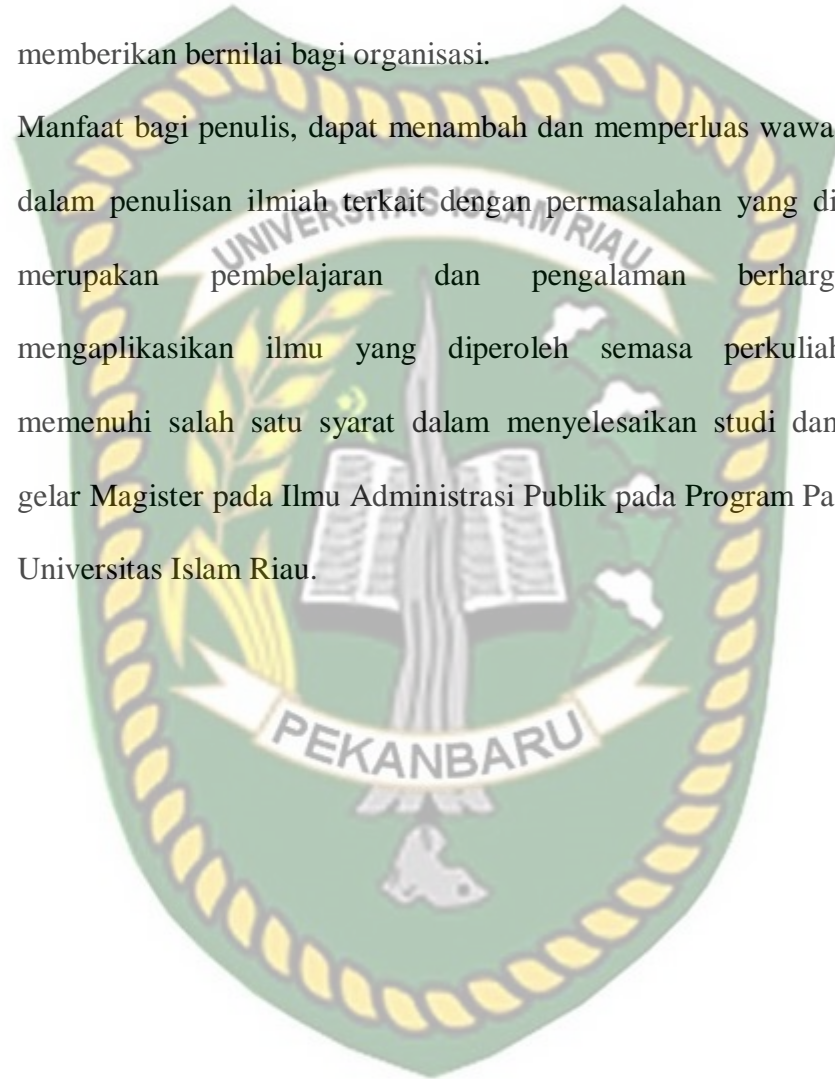 memberikan bernilai bagi organisasi.
Manfaat bagi penulis, dapat menambah dan memperluas wawa
dalam penulisan ilmiah terkait dengan permasalahan yang di
UNIVERSITAS ISLAM RIAU
merupakan pembelajaran dan pengalaman berharg
mengaplikasikan ilmu yang diperoleh semasa perkuliah
memenuhi salah satu syarat dalam menyelesaikan studi dan
gelar Magister pada Ilmu Administrasi Publik pada Program Pa
Universitas Islam Riau.
PEKANBARU